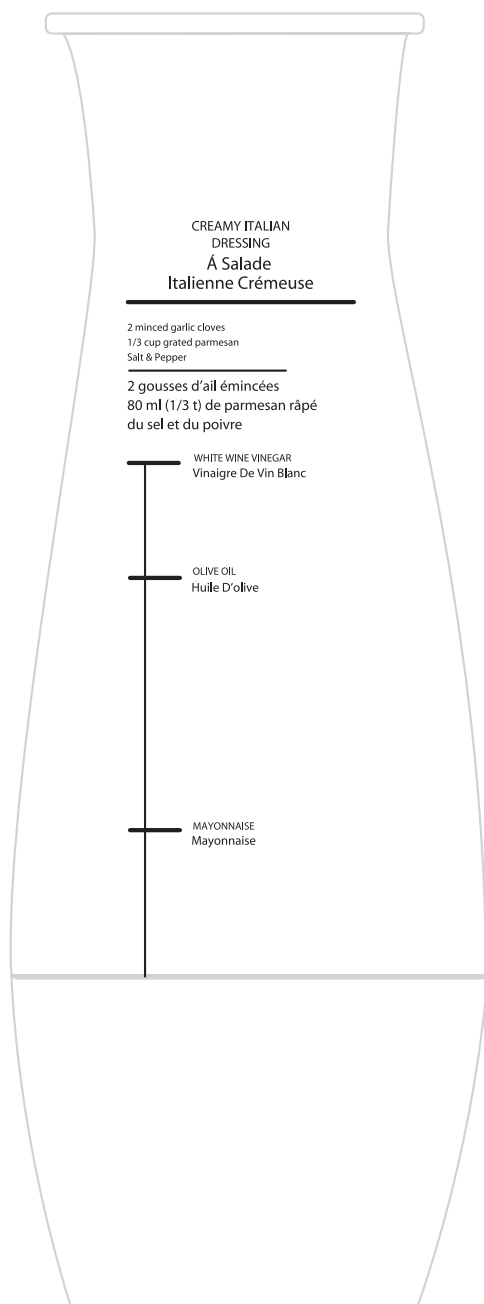 CREAMY ITALIAN
DRESSING
Á Salade
Italienne Crémeuse
2 minced garlic cloves
1/3 cup grated parmesan
Salt & Pepper
2 gousses d’ail émincées
80 ml (1/3 t) de parmesan râpé
du sel et du poivre
WHITE WINE VINEGAR
Vinaigre De Vin Blanc
OLIVE OIL
Huile D’olive
MAYONNAISE
Mayonnaise